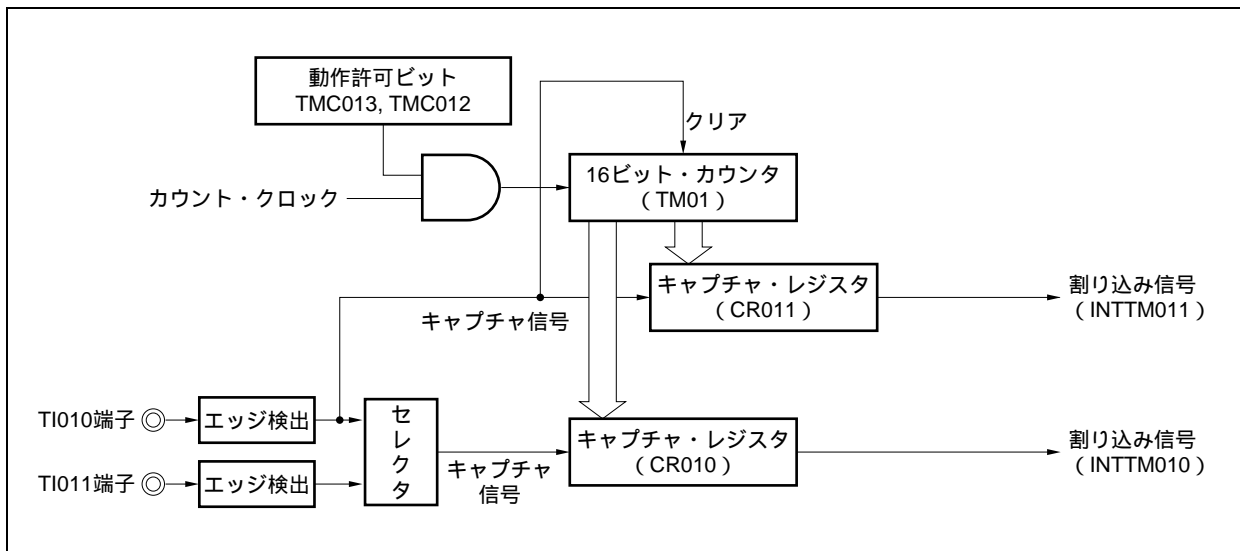 動作許可ビット
TMC013, TMC012
クリア
カウント・クロック
16ビット・カウンタ
（TM01）
キャプチャ・レジスタ
（CR011）
割り込み信号
（INTTM011）
キャプチャ信号
TI010端子
エッジ検出
セレクタ
キャプチャ・レジスタ
（CR010）
割り込み信号
（INTTM010）
TI011端子
エッジ検出
キャプチャ
信号